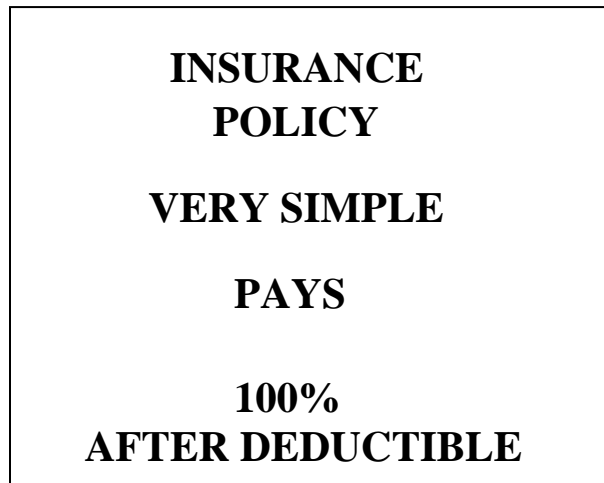 INSURANCE
POLICY
VERY SIMPLE
PAYS
100%
AFTER DEDUCTIBLE